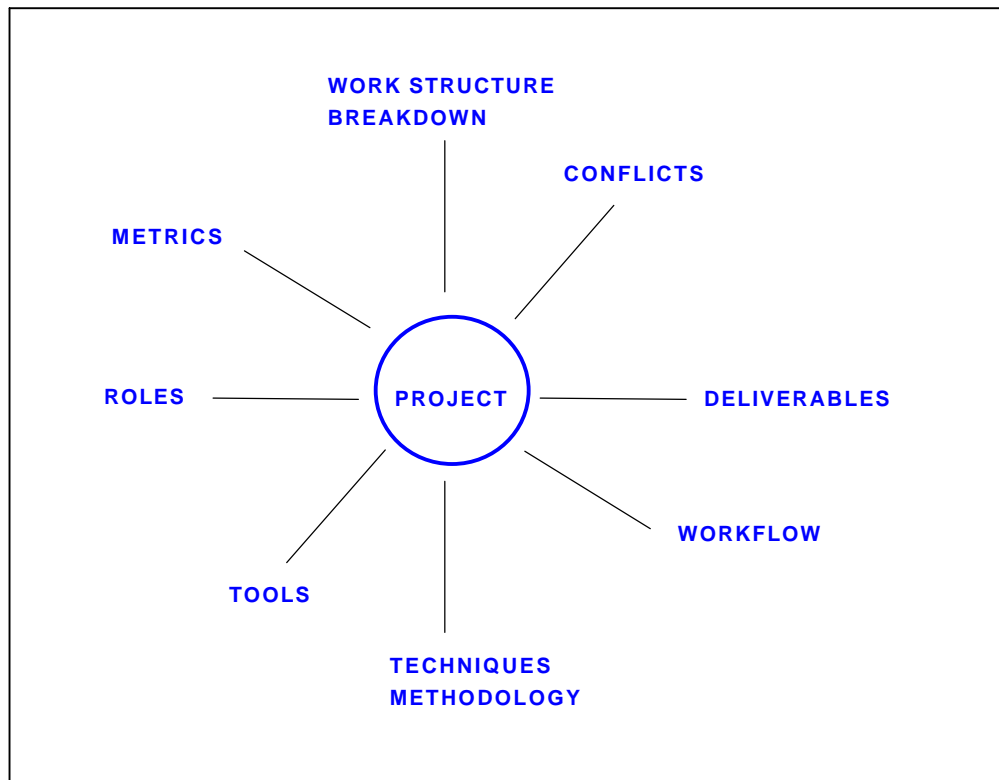 WORK STRUCTURE
BREAKDOWN
CONFLICTS
METRICS
ROLES
PROJECT
DELIVERABLES
WORKFLOW
TOOLS
TECHNIQUES
METHODOLOGY